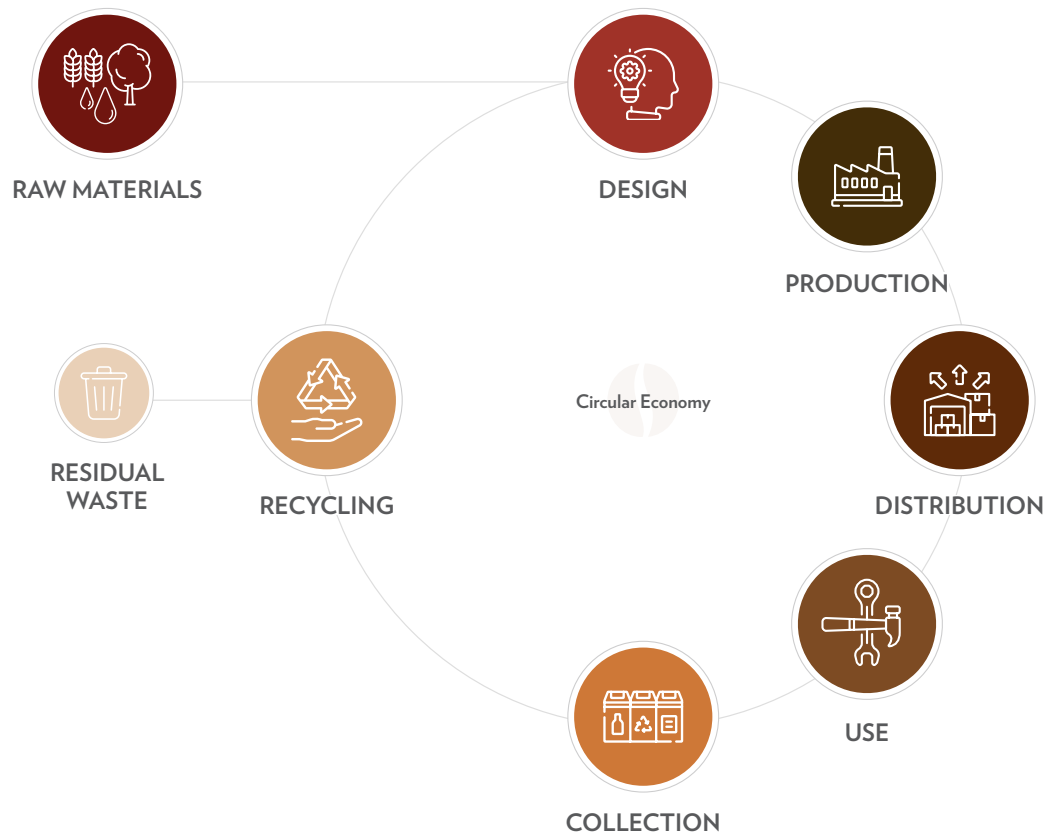 RAW MATERIALS
DESIGN
PRODUCTION
Circular Economy
RESIDUAL
WASTE
RECYCLING
DISTRIBUTION
USE
COLLECTION